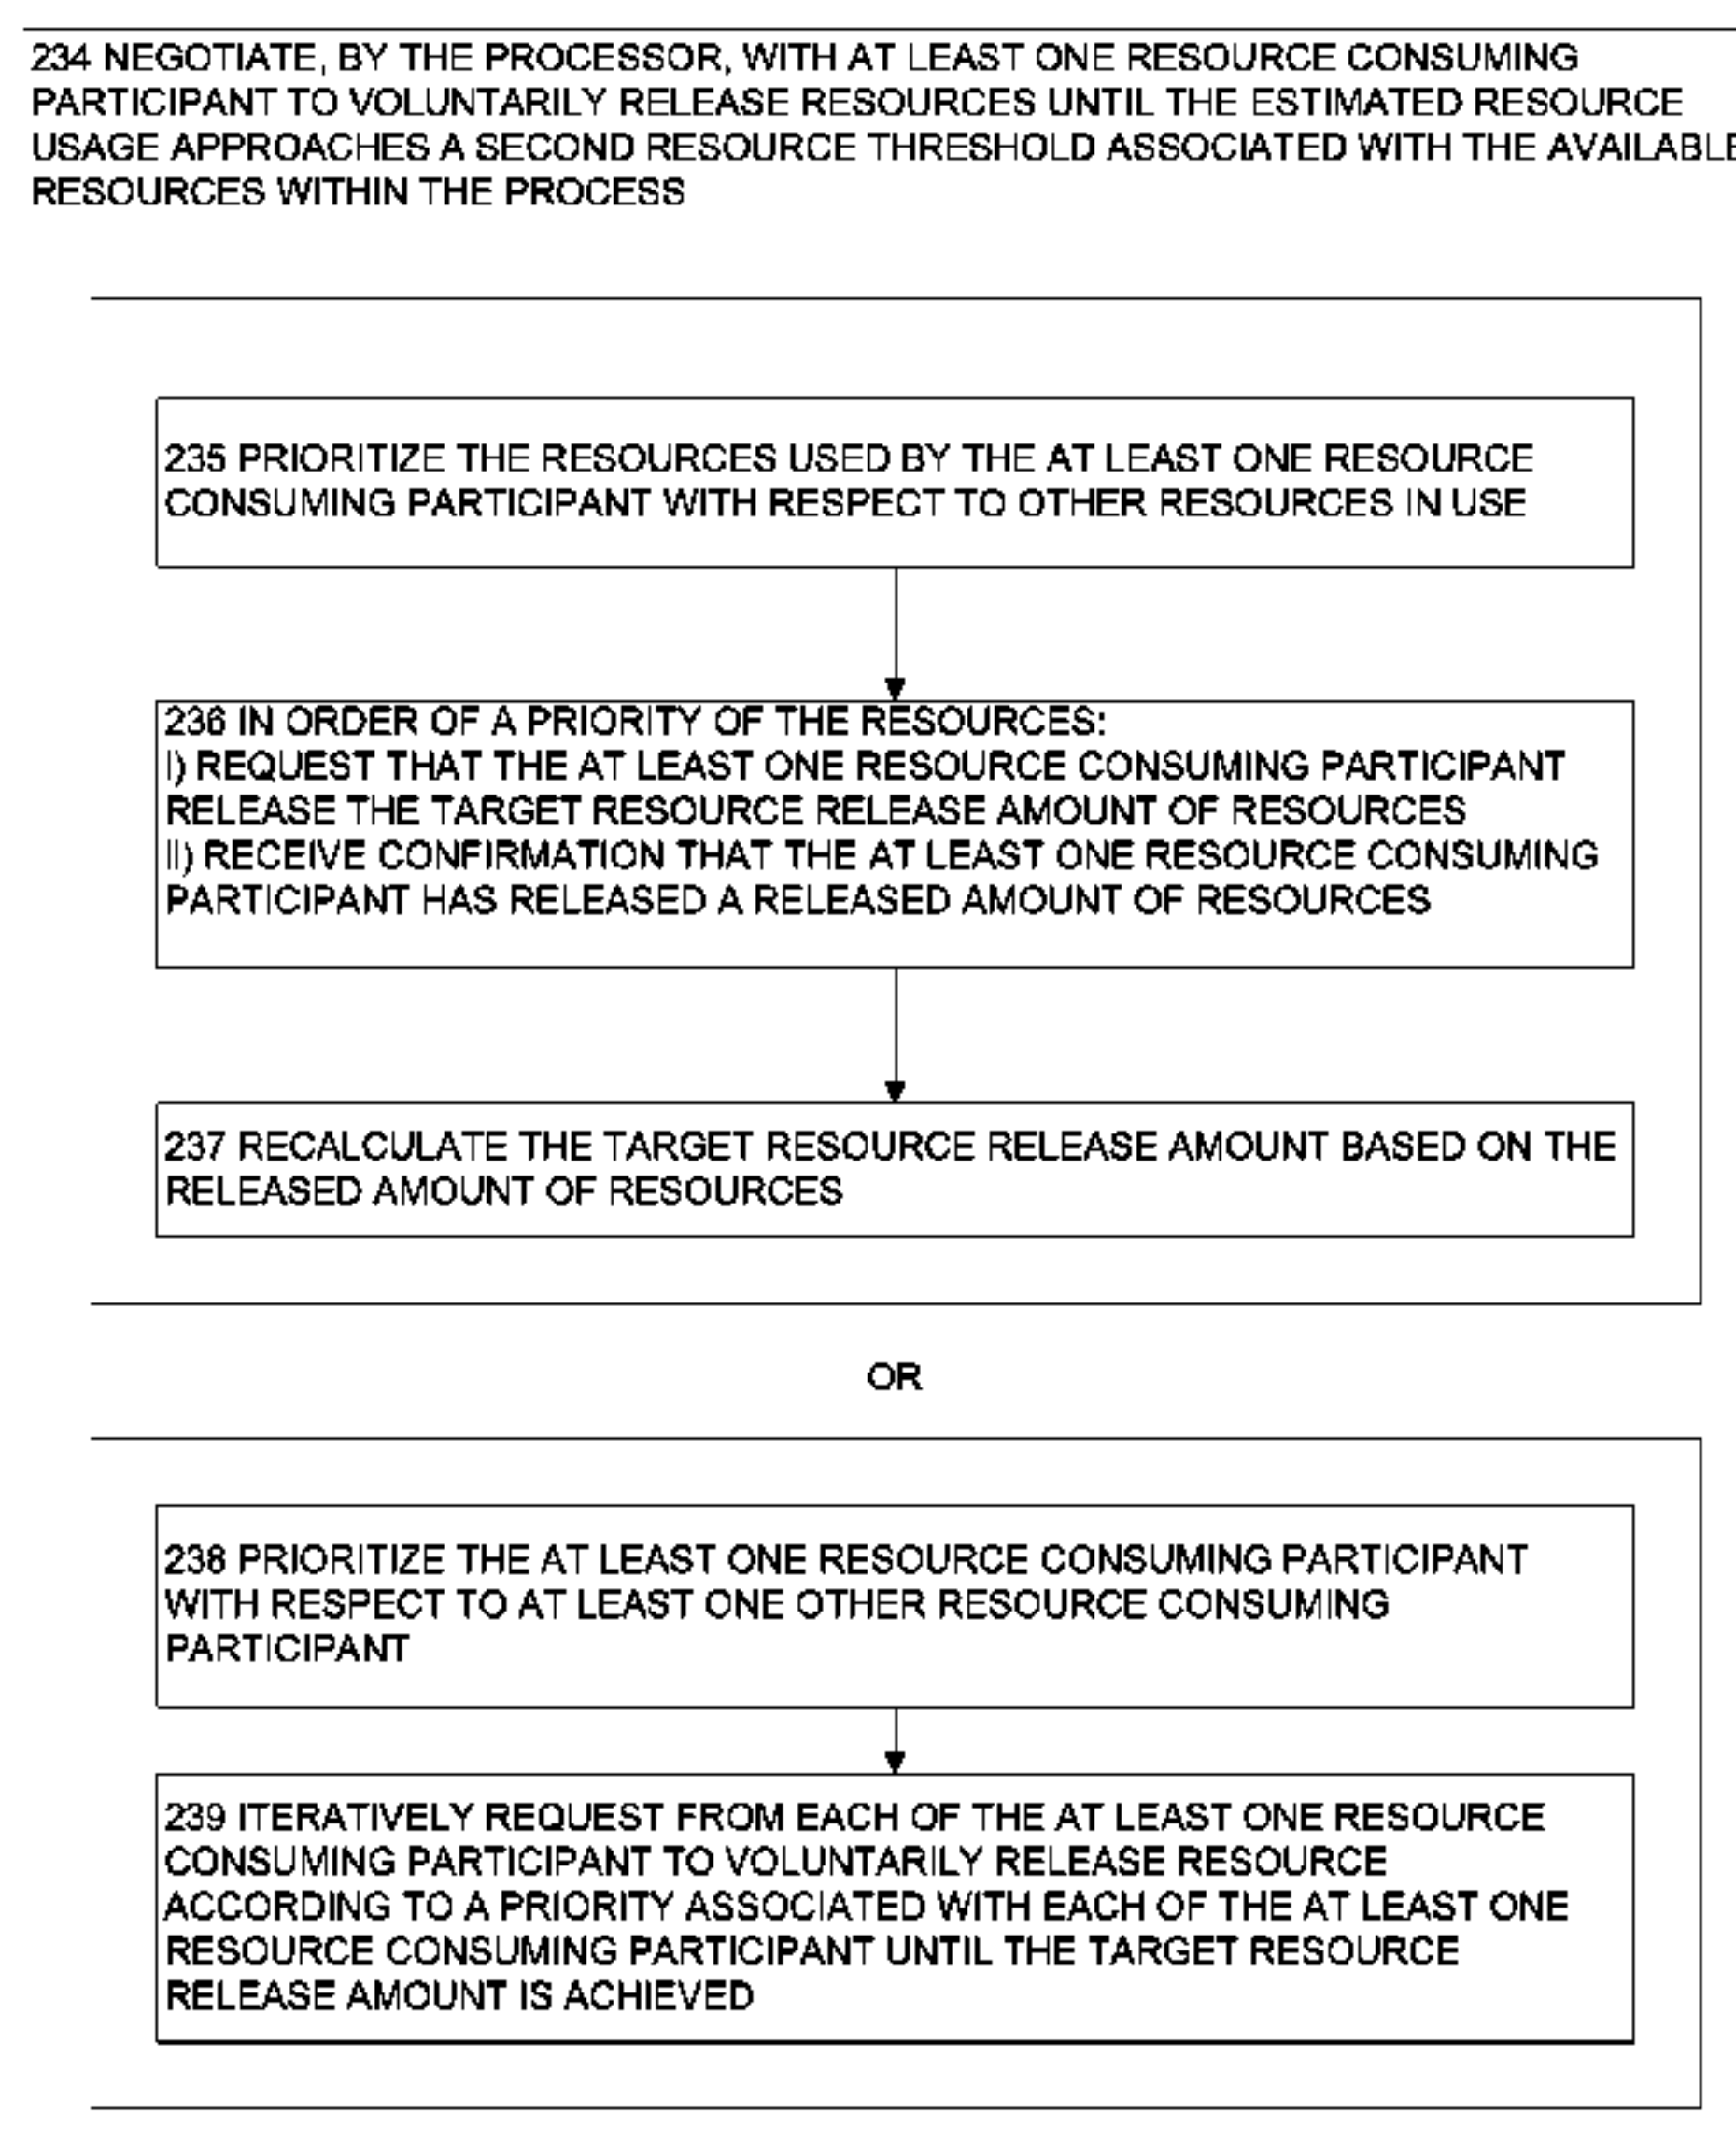 234 NEGOTIATE, BY THE PROCESSOR, WITH AT LEAST ONE RESOURCE CONSUMING
PARTICIPANT TO VOLUNTARILY RELEASE RESOURCES UNTIL THE ESTIMATED RESOURCE
USAGE APPROACHES A SECOND RESOURCE THRESHOLD ASSOCIATED WITH THE AVAILABLE
RESOURCES WITHIN THE PROCESS
235 PRIORITIZE THE RESOURCES USED BY THE AT LEAST ONE RESOURCE
CONSUMING PARTICIPANT WITH RESPECT TO OTHER RESOURCES IN USE
236 IN ORDER OF A PRIORITY OF THE RESOURCES:
I) REQUEST THAT THE AT LEAST ONE RESOURCE CONSUMING PARTICIPANT
RELEASE THE TARGET RESOURCE RELEASE AMOUNT OF RESOURCES
II) RECEIVE CONFIRMATION THAT THE AT LEAST ONE RESOURCE CONSUMING
PARTICIPANT HAS RELEASED A RELEASED AMOUNT OF RESOURCES
237 RECALCULATE THE TARGET RESOURCE RELEASE AMOUNT BASED ON THE
RELEASED AMOUNT OF RESOURCES
OR
238 PRIORITIZE THE AT LEAST ONE RESOURCE CONSUMING PARTICIPANT
WITH RESPECT TO AT LEAST ONE OTHER RESOURCE CONSUMING
PARTICIPANT
239 ITERATIVELY REQUEST FROM EACH OF THE AT LEAST ONE RESOURCE
CONSUMING PARTICIPANT TO VOLUNTARILY RELEASE RESOURCE
ACCORDING TO A PRIORITY ASSOCIATED WITH EACH OF THE AT LEAST ONE
RESOURCE CONSUMING PARTICIPANT UNTIL THE TARGET RESOURCE
RELEASE AMOUNT IS ACHIEVED